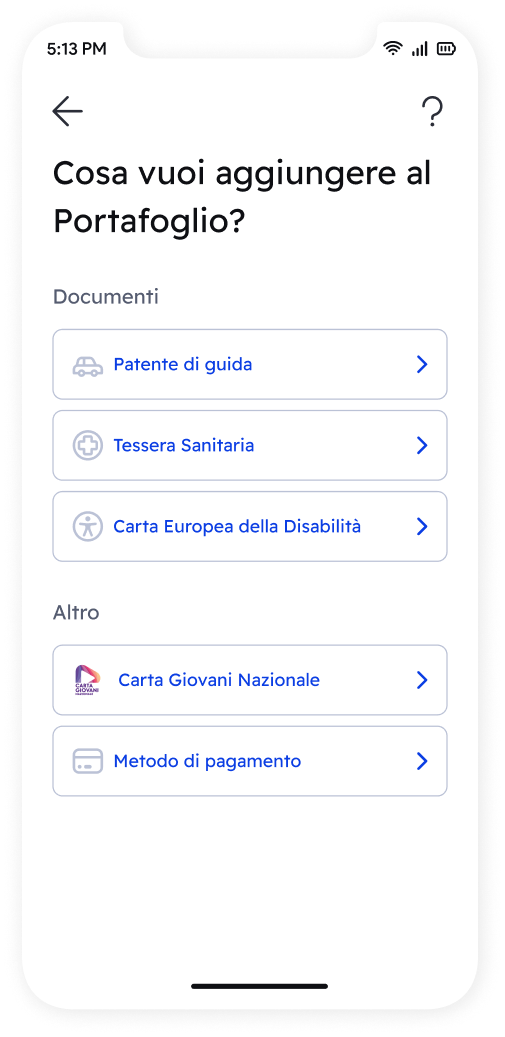 5:13 PM
Cosa vuoi aggiungere al
Portafoglio?
Documenti
Patente di guida
Tessera Sanitaria
Carta Europea della Disabilità
Altro
CARTA
GIOVANI
NAZIONALE
Carta Giovani Nazionale
Metodo di pagamento